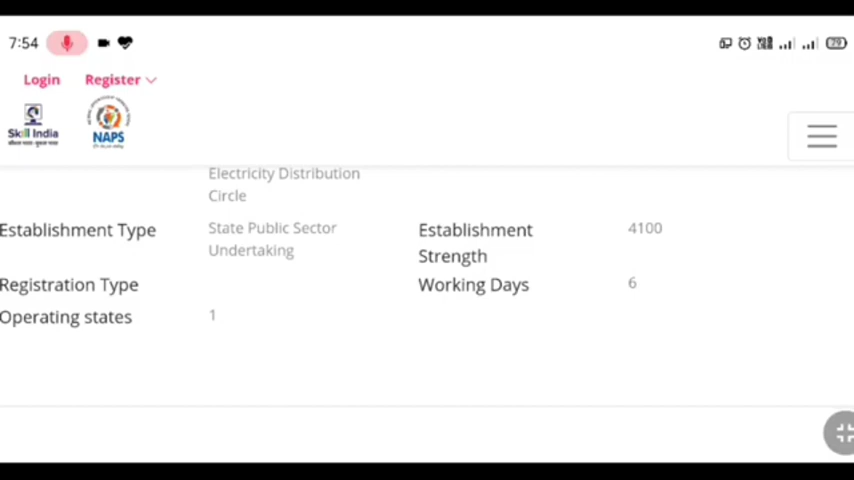 7:54
79
Login Register
Skill India
NAPS
Electricity Distribution
Circle
Establishment Type State Public Sector Establishment 4100
Undertaking Strength
Registration Type Working Days 6
Operating states 1